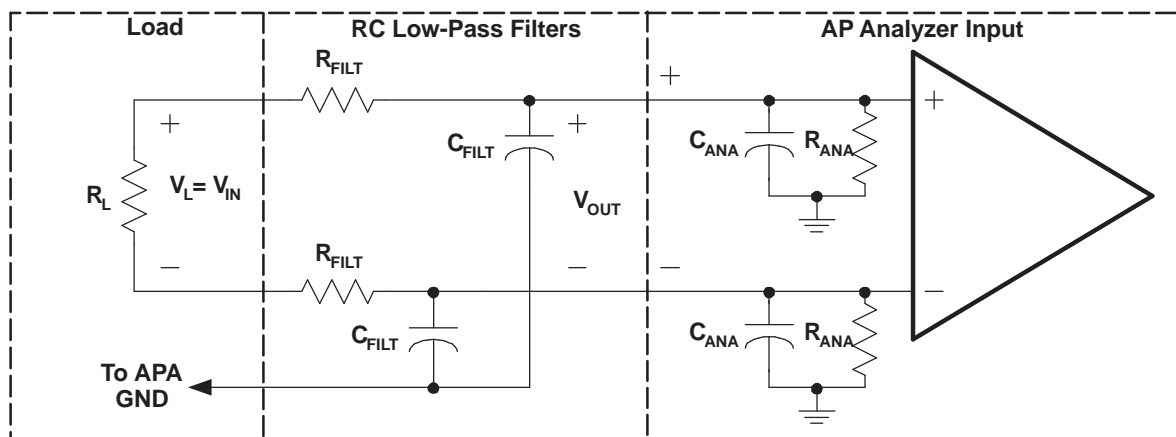 Load
RC Low-Pass Filters
AP Analyzer Input
R_FILT
+
+
+
+
C_FILT
C_ANA
R_ANA
R_L
V_L= V_IN
V_OUT
R_FILT
−
−
−
−
C_FILT
C_ANA
R_ANA
To APA
GND